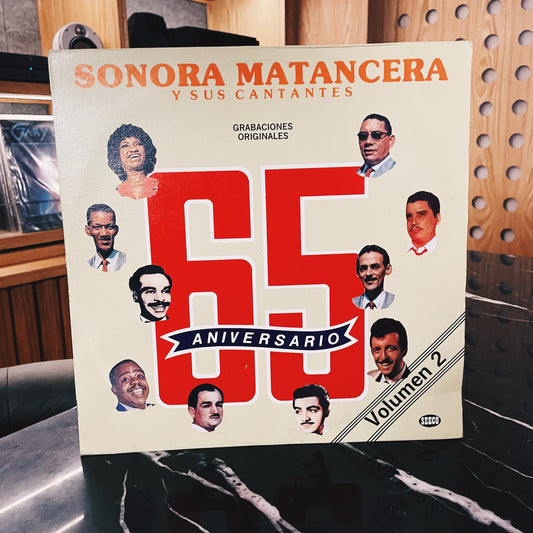 SONORA MATANCERA
Y SUS CANTANTES
GRABACIONES
ORIGINALES
65
ANIVERSARIO
Volumen 2
SEECO